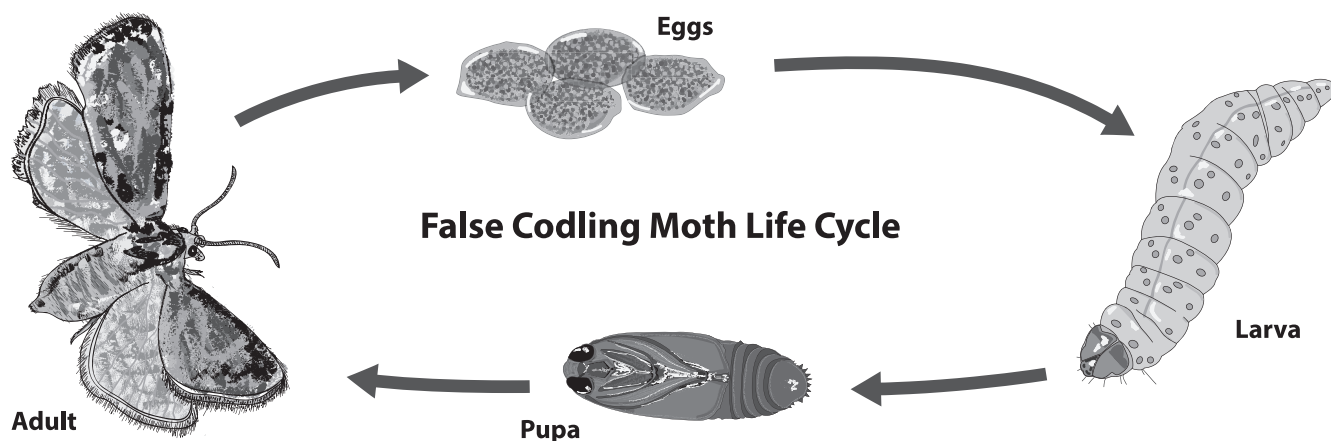 Eggs
False Codling Moth Life Cycle
Larva
Adult
Pupa